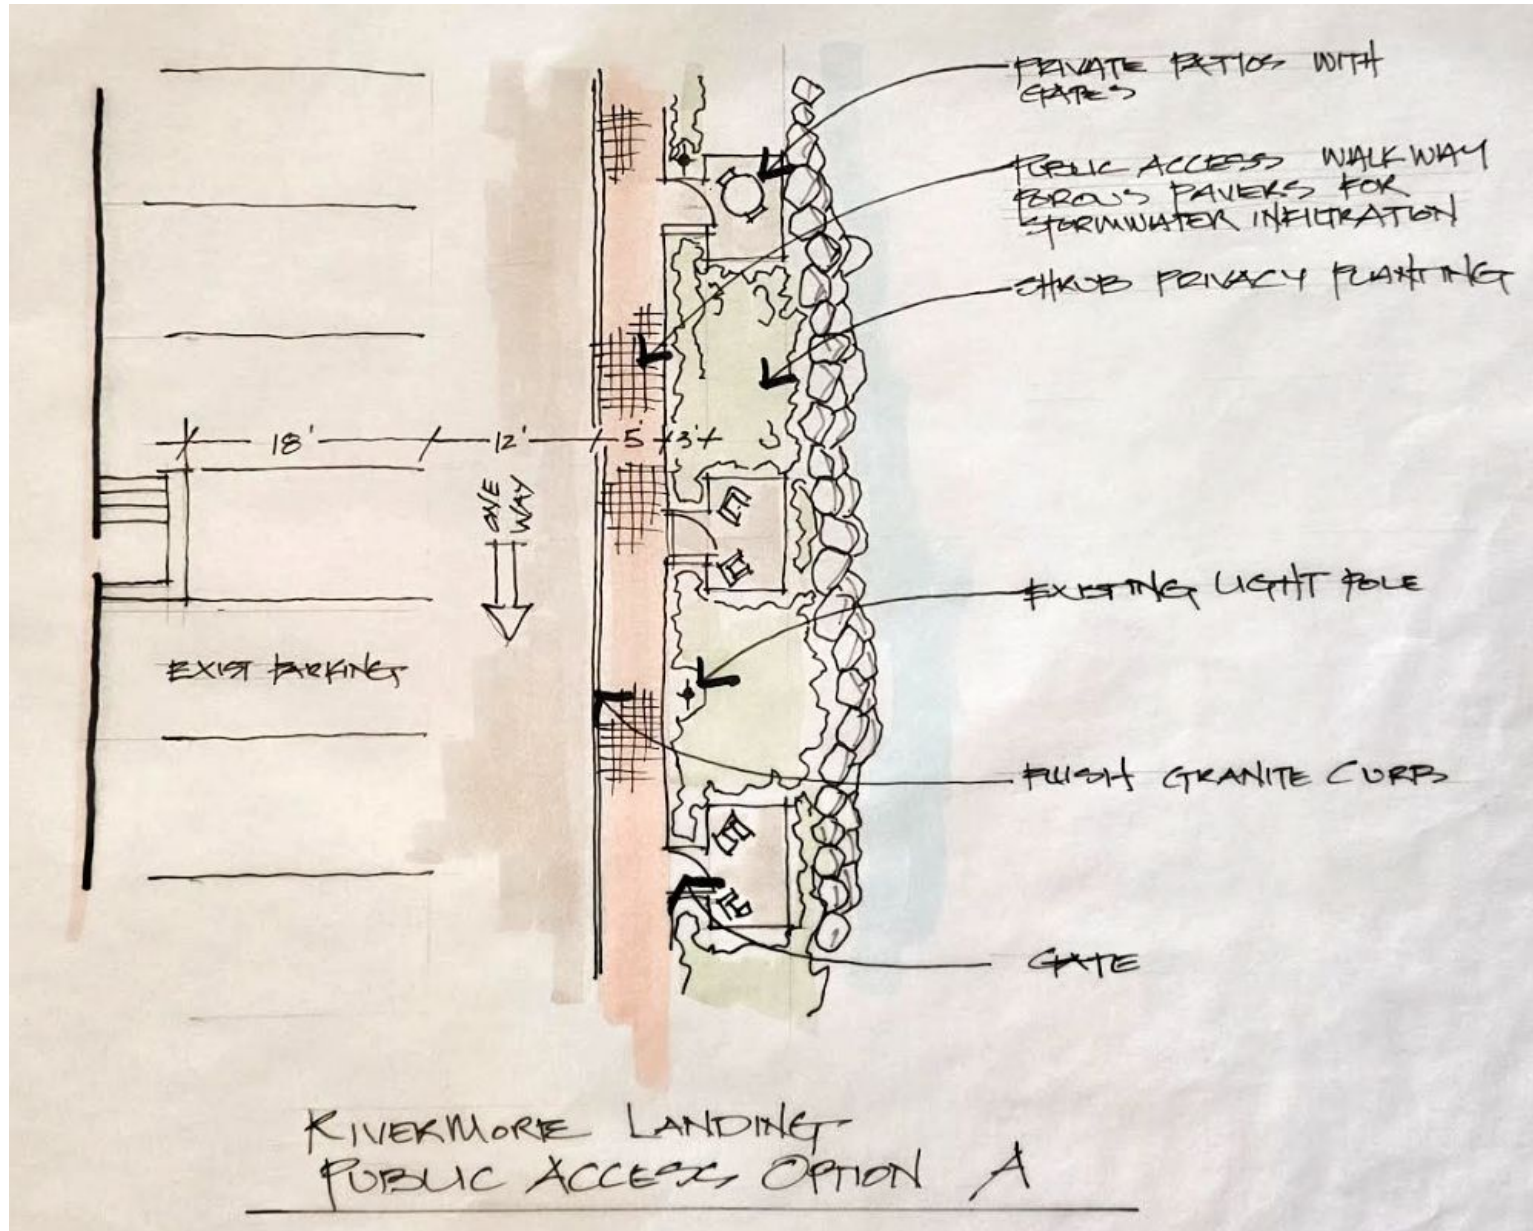 PRIVATE PATIOS WITH
GATES
PUBLIC ACCESS WALKWAY
POROUS PAVERS FOR
STORMWATER INFILTRATION
SHRUB PRIVACY PLANTING
18' 12' 5' 3'
ONE
WAY
EXISTING LIGHT POLE
EXIST PARKING
FLUSH GRANITE CURB
GATE
RIVERMORE LANDING
PUBLIC ACCESS OPTION A